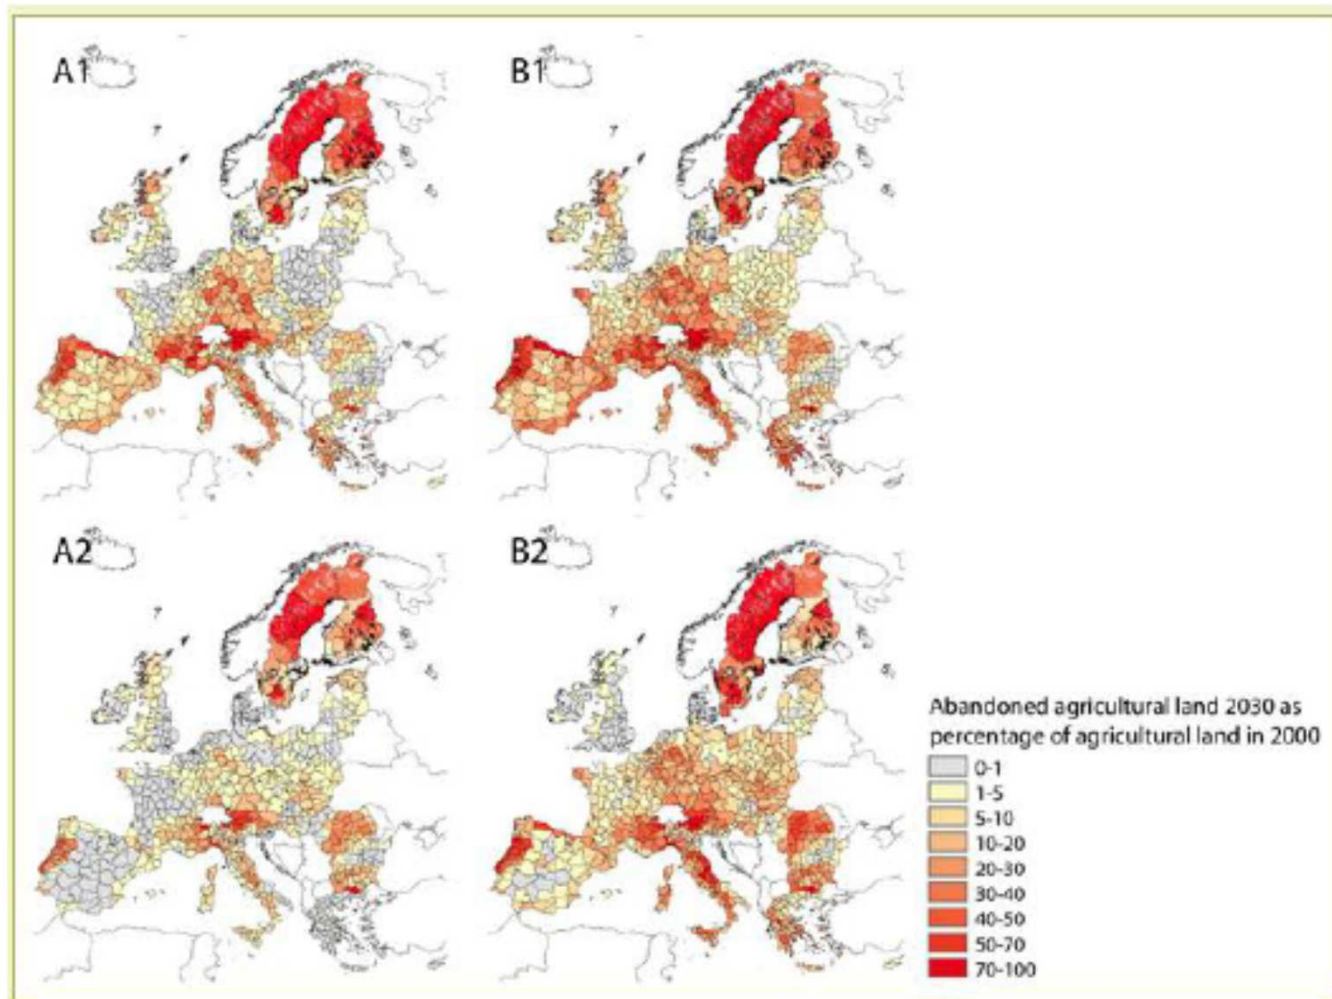 A1
B1
A2
B2
Abandoned agricultural land 2030 as
percentage of agricultural land in 2000
0-1
1-5
5-10
10-20
20-30
30-40
40-50
50-70
70-100